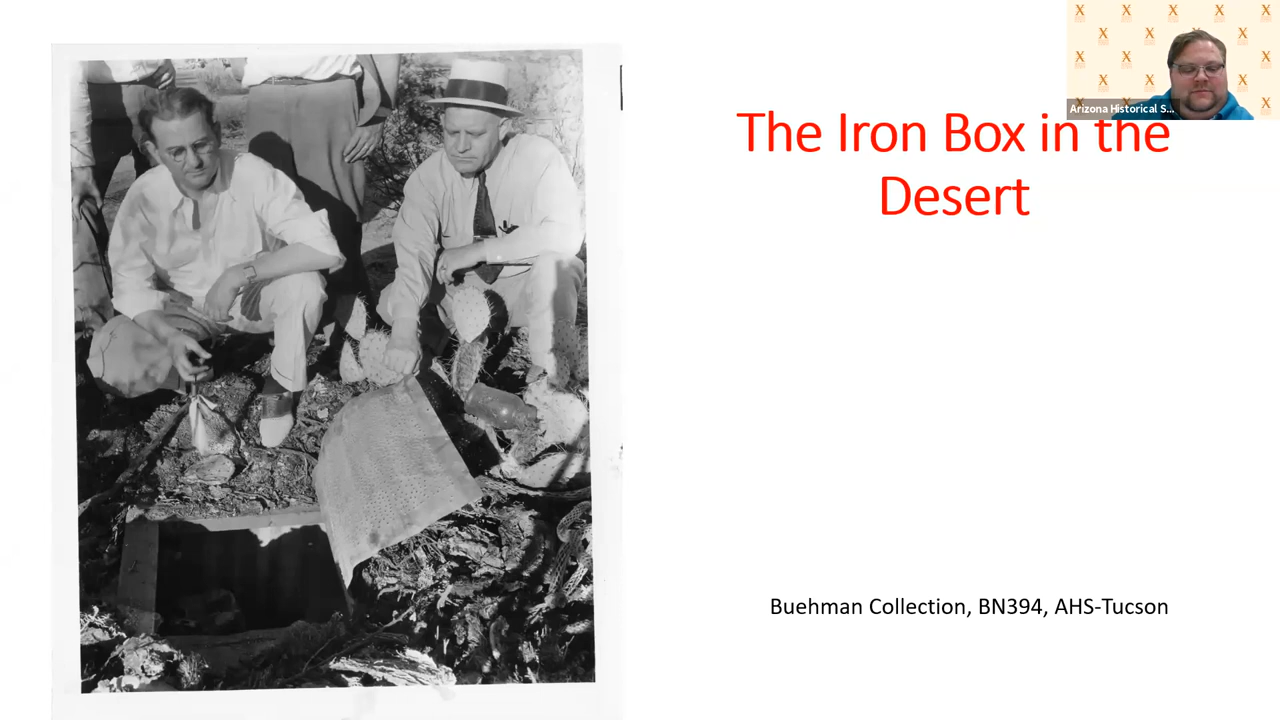 Arizona Historical S...
The Iron Box in the
Desert
Buehman Collection, BN394, AHS-Tucson